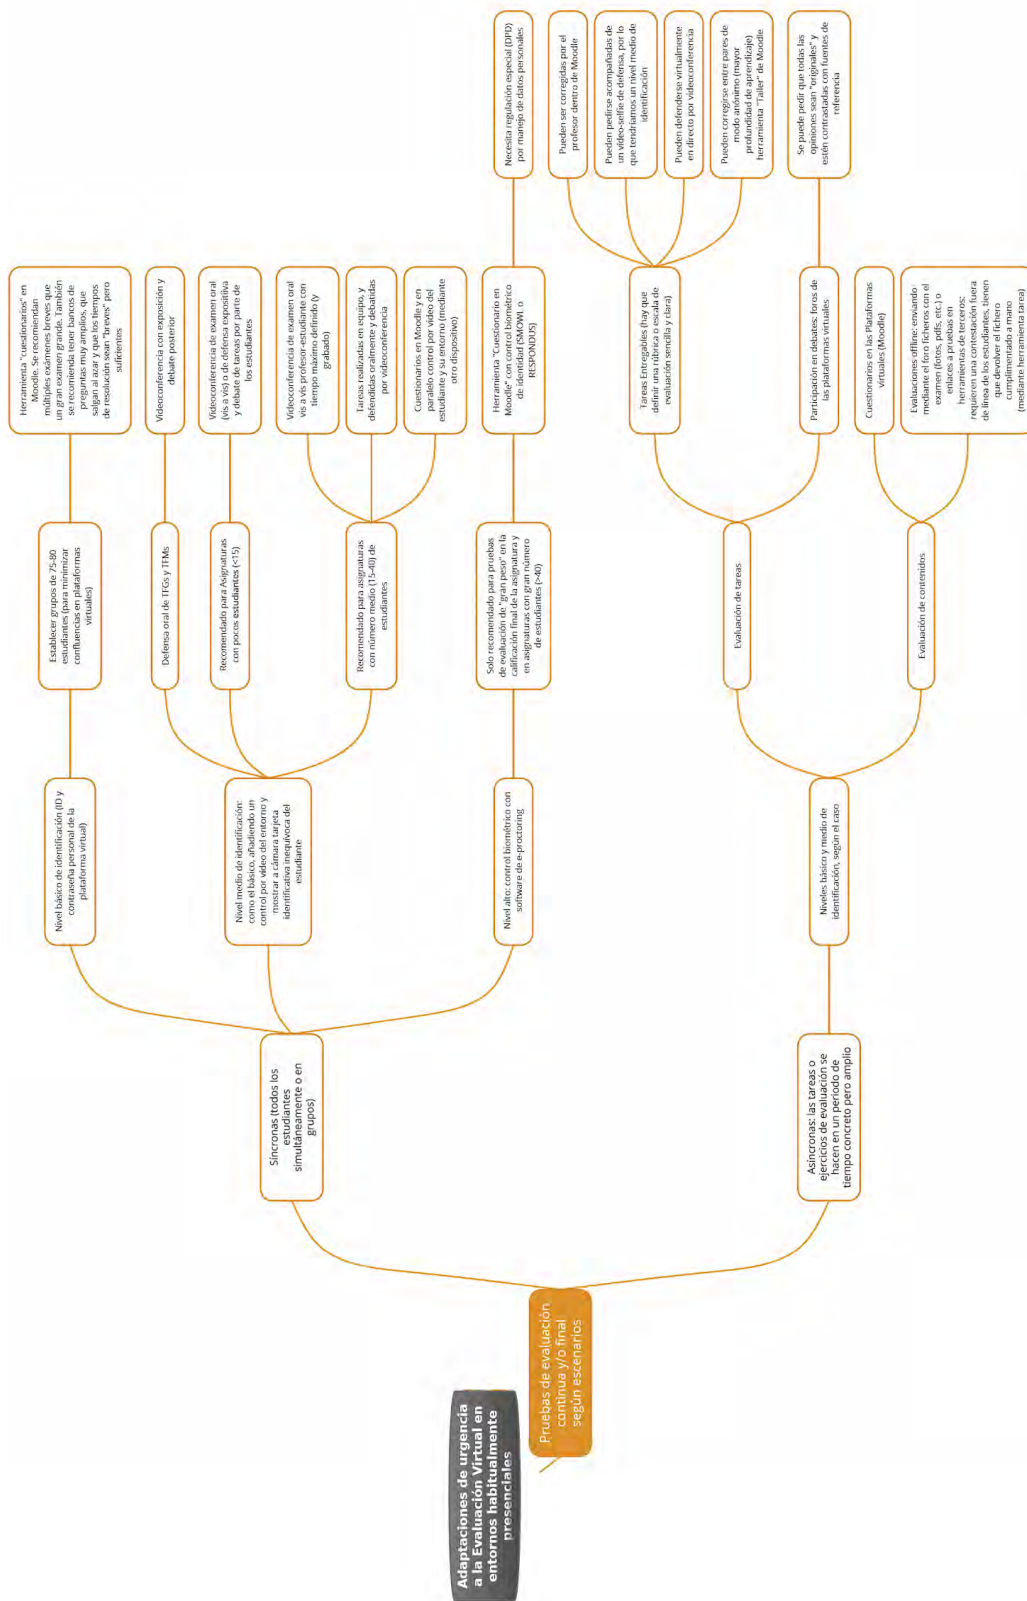 Adaptaciones de urgencia
a la Evaluación Virtual en
entornos habitualmente
presenciales
Pruebas de evaluación
continua y/o final
según escenarios
Síncronas (todos los
estudiantes
simultáneamente o en
grupos)
Nivel básico de identificación (ID y
contraseña personal de la
plataforma virtual)
Establecer grupos de 75-80
estudiantes (para minimizar
confluencias en plataformas
virtuales)
Herramienta "cuestionarios" en
Moodle. Se recomiendan
múltiples exámenes breves que
un gran examen grande. También
se recomienda tener bancos de
preguntas muy amplios, que
salgan al azar y que los tiempos
de resolución sean "breves" pero
suficientes
Nivel medio de identificación:
como el básico, añadiendo un
control por vídeo del entorno y
mostrar a cámara tarjeta
identificativa inequívoca del
estudiante
Defensa oral de TFGs y TFMs
Videoconferencia con exposición y
debate posterior
Recomendado para Asignaturas
con pocos estudiantes (<15)
Videoconferencia de examen oral
(vis a vis) o de defensa expositiva
y debate de tareas por parte de
los estudiantes
Recomendado para asignaturas
con número medio (15-40) de
estudiantes
Videoconferencia de examen oral
vis a vis profesor-estudiante con
tiempo máximo definido (y
grabado)
Tareas realizadas en equipo, y
defendidas oralmente y debatidas
por videoconferencia
Cuestionarios en Moodle y en
paralelo control por vídeo del
estudiante y su entorno (mediante
otro dispositivo)
Nivel alto: control biométrico con
software de e-proctoring
Solo recomendado para pruebas
de evaluación de "gran peso" en la
calificación final de la asignatura y
en asignaturas con gran número
de estudiantes (>40)
Herramienta "Cuestionario en
Moodle" con control biométrico
de identidad (SMOWL o
RESPONDUS)
Necesita regulación especial (DPD)
por manejo de datos personales
Asíncronas: las tareas o
ejercicios de evaluación se
hacen en un periodo de
tiempo concreto pero amplio
Niveles básico y medio de
identificación, según el caso
Evaluación de tareas
Tareas Entregables (hay que
definir una rúbrica o escala de
evaluación sencilla y clara)
Pueden ser corregidas por el
profesor dentro de Moodle
Pueden pedirse acompañadas de
un vídeo-selfie de defensa, por lo
que tendríamos un nivel medio de
identificación
Pueden defenderse virtualmente
en directo por videoconferencia
Pueden corregirse entre pares de
modo anónimo (mayor
profundidad de aprendizaje)
herramienta "Taller" de Moodle
Participación en debates: foros de
las plataformas virtuales
Se puede pedir que todas las
opiniones sean "originales" y
estén contrastadas con fuentes de
referencia
Evaluación de contenidos
Cuestionarios en las Plataformas
virtuales (Moodle)
Evaluaciones offline: enviando
mediante el foro ficheros con el
examen (fotos, pdfs, etc.) o
enlaces a pruebas en
herramientas de terceros:
requieren una contestación fuera
de línea de los estudiantes, tienen
que devolver el fichero
cumplimentado a mano
(mediante herramienta tarea)